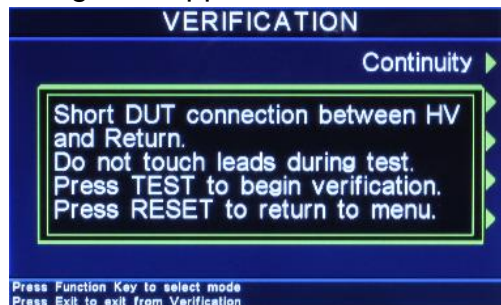 VERIFICATION
Continuity
Short DUT connection between HV
and Return.
Do not touch leads during test.
Press TEST to begin verification.
Press RESET to return to menu.
Press Function Key to select mode
Press Exit to exit from Verification